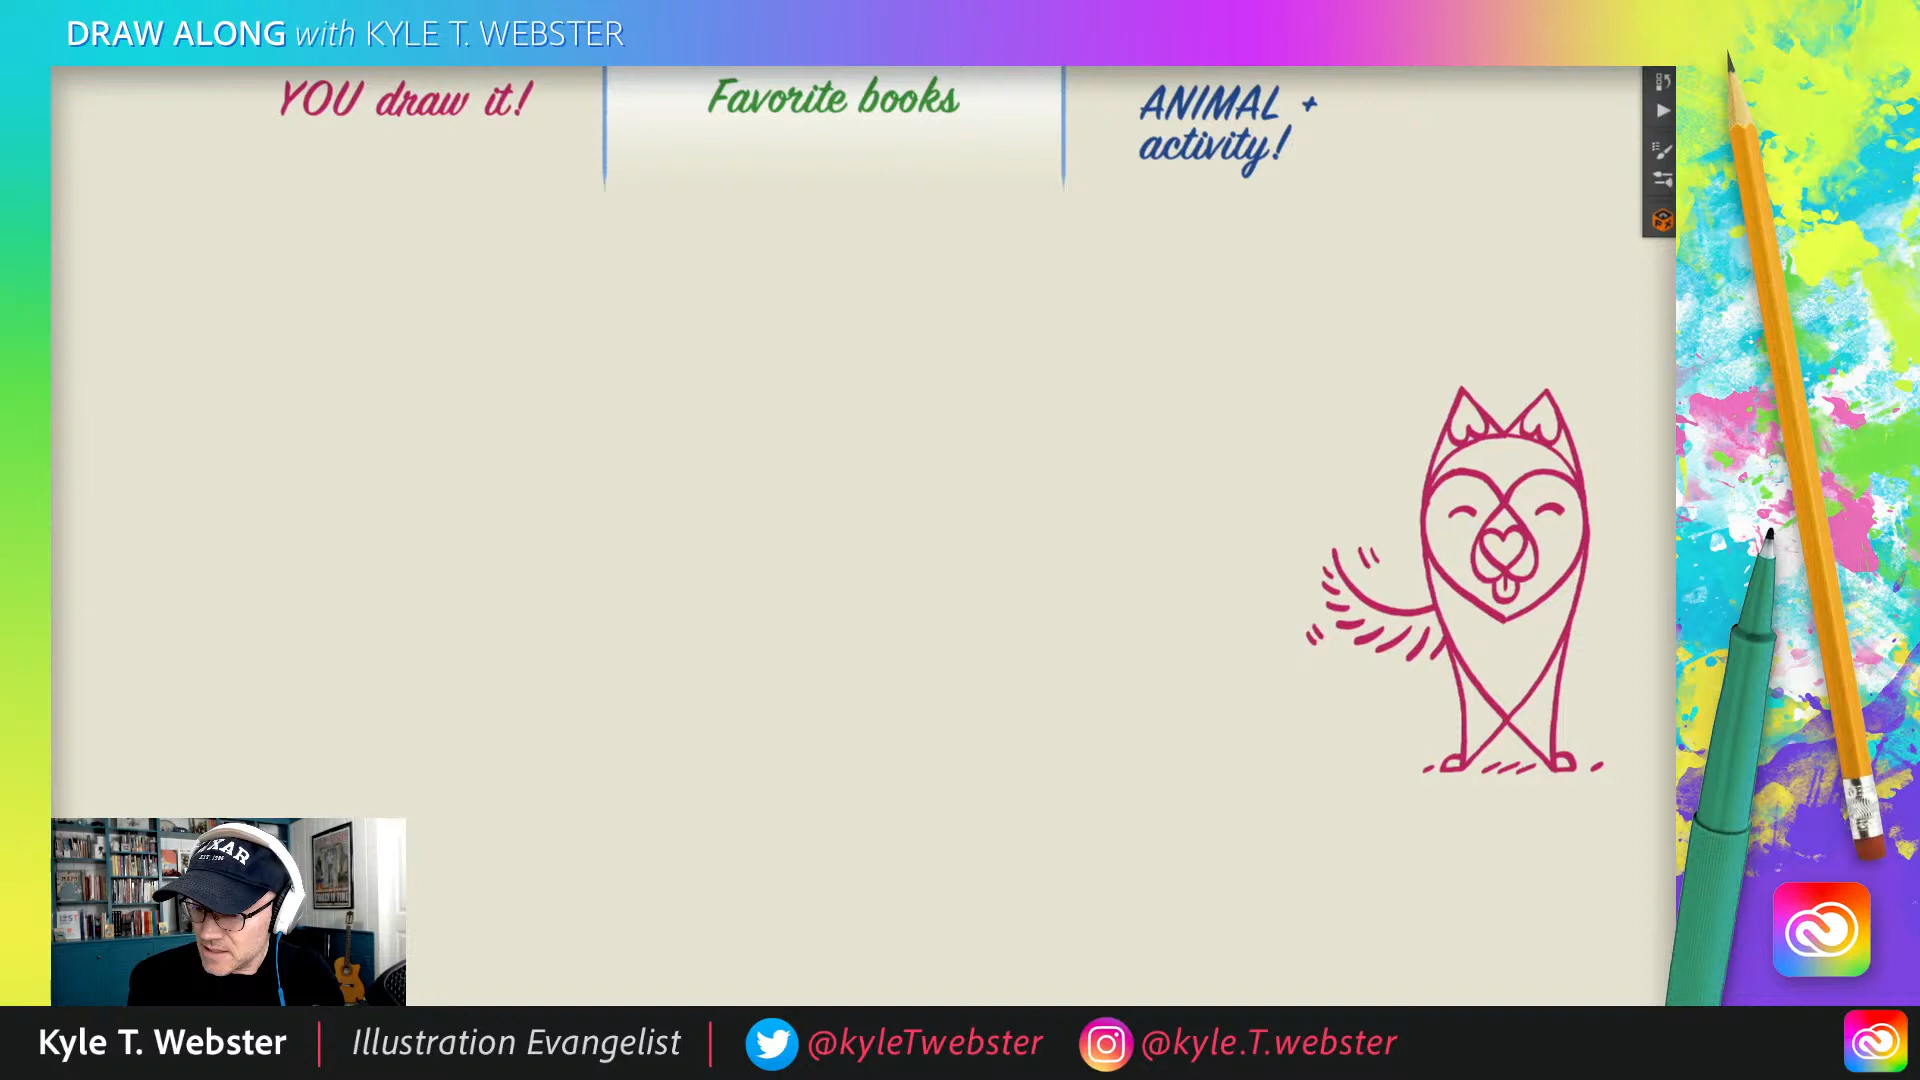 DRAW ALONG with KYLE T. WEBSTER
YOU draw it!
Favorite books
ANIMAL +
activity!
Kyle T. Webster
Illustration Evangelist
@kyleTwebster
@kyle.T.webster